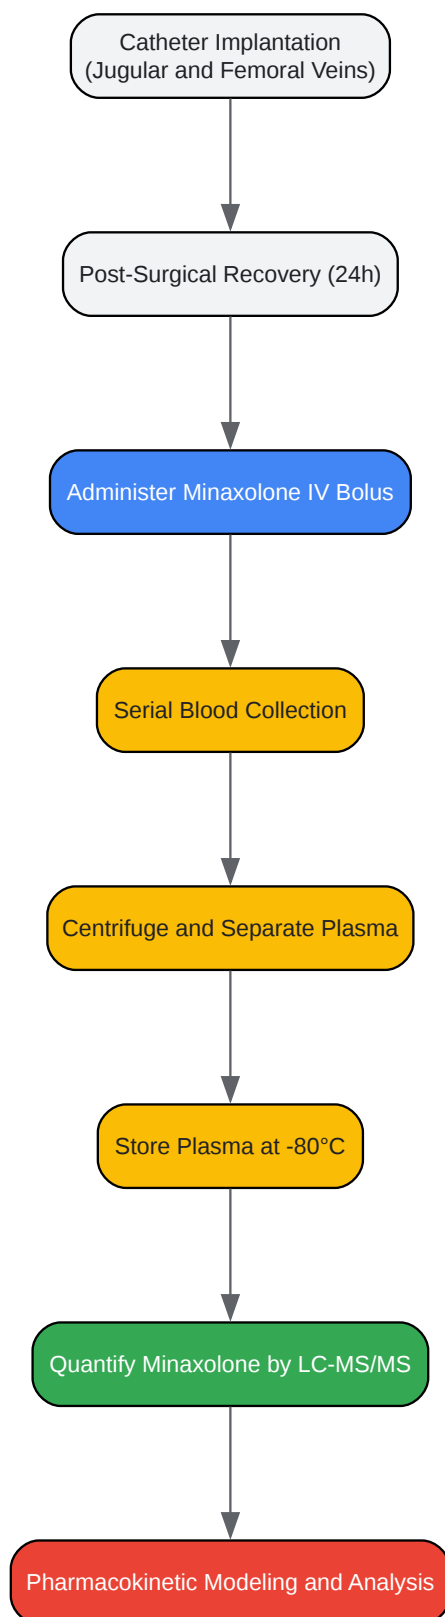 Catheter Implantation
(Jugular and Femoral Veins)
Post-Surgical Recovery (24h)
Administer Minaxolone IV Bolus
Serial Blood Collection
Centrifuge and Separate Plasma
Store Plasma at -80°C
Quantify Minaxolone by LC-MS/MS
Pharmacokinetic Modeling and Analysis